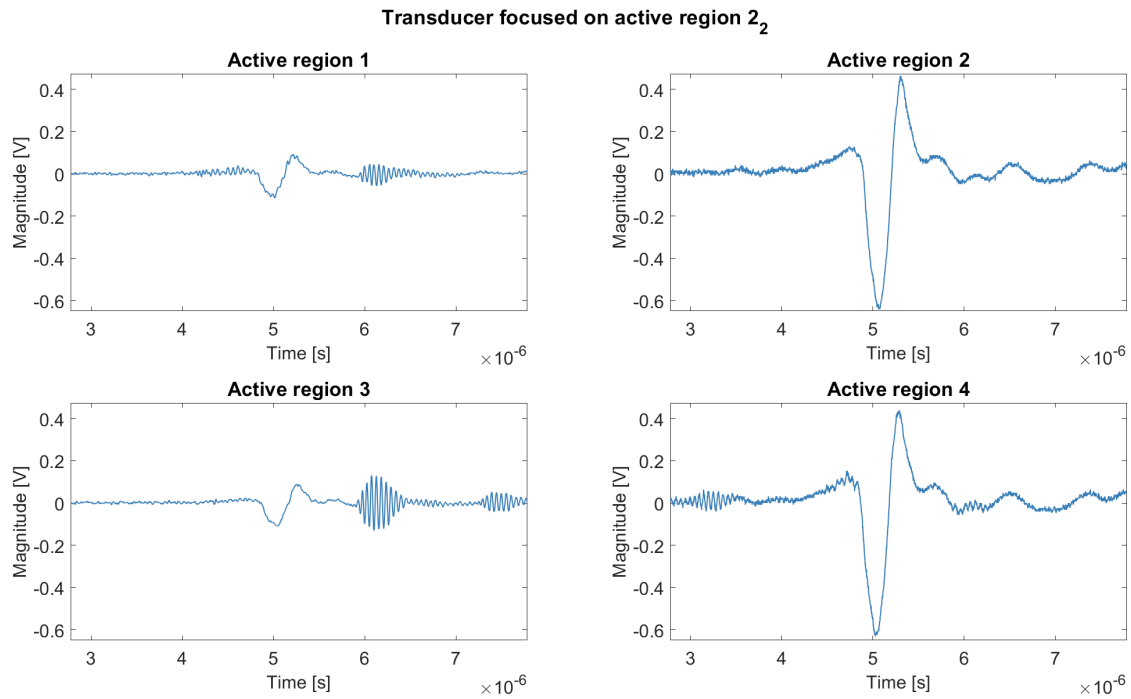 Transducer focused on active region 2₂
Active region 1
Magnitude [V]
0.4
0.2
0
-0.2
-0.4
-0.6
3 4 5 6 7
Time [s]
×10⁻⁶
Active region 2
Magnitude [V]
0.4
0.2
0
-0.2
-0.4
-0.6
3 4 5 6 7
Time [s]
×10⁻⁶
Active region 3
Magnitude [V]
0.4
0.2
0
-0.2
-0.4
-0.6
3 4 5 6 7
Time [s]
×10⁻⁶
Active region 4
Magnitude [V]
0.4
0.2
0
-0.2
-0.4
-0.6
3 4 5 6 7
Time [s]
×10⁻⁶